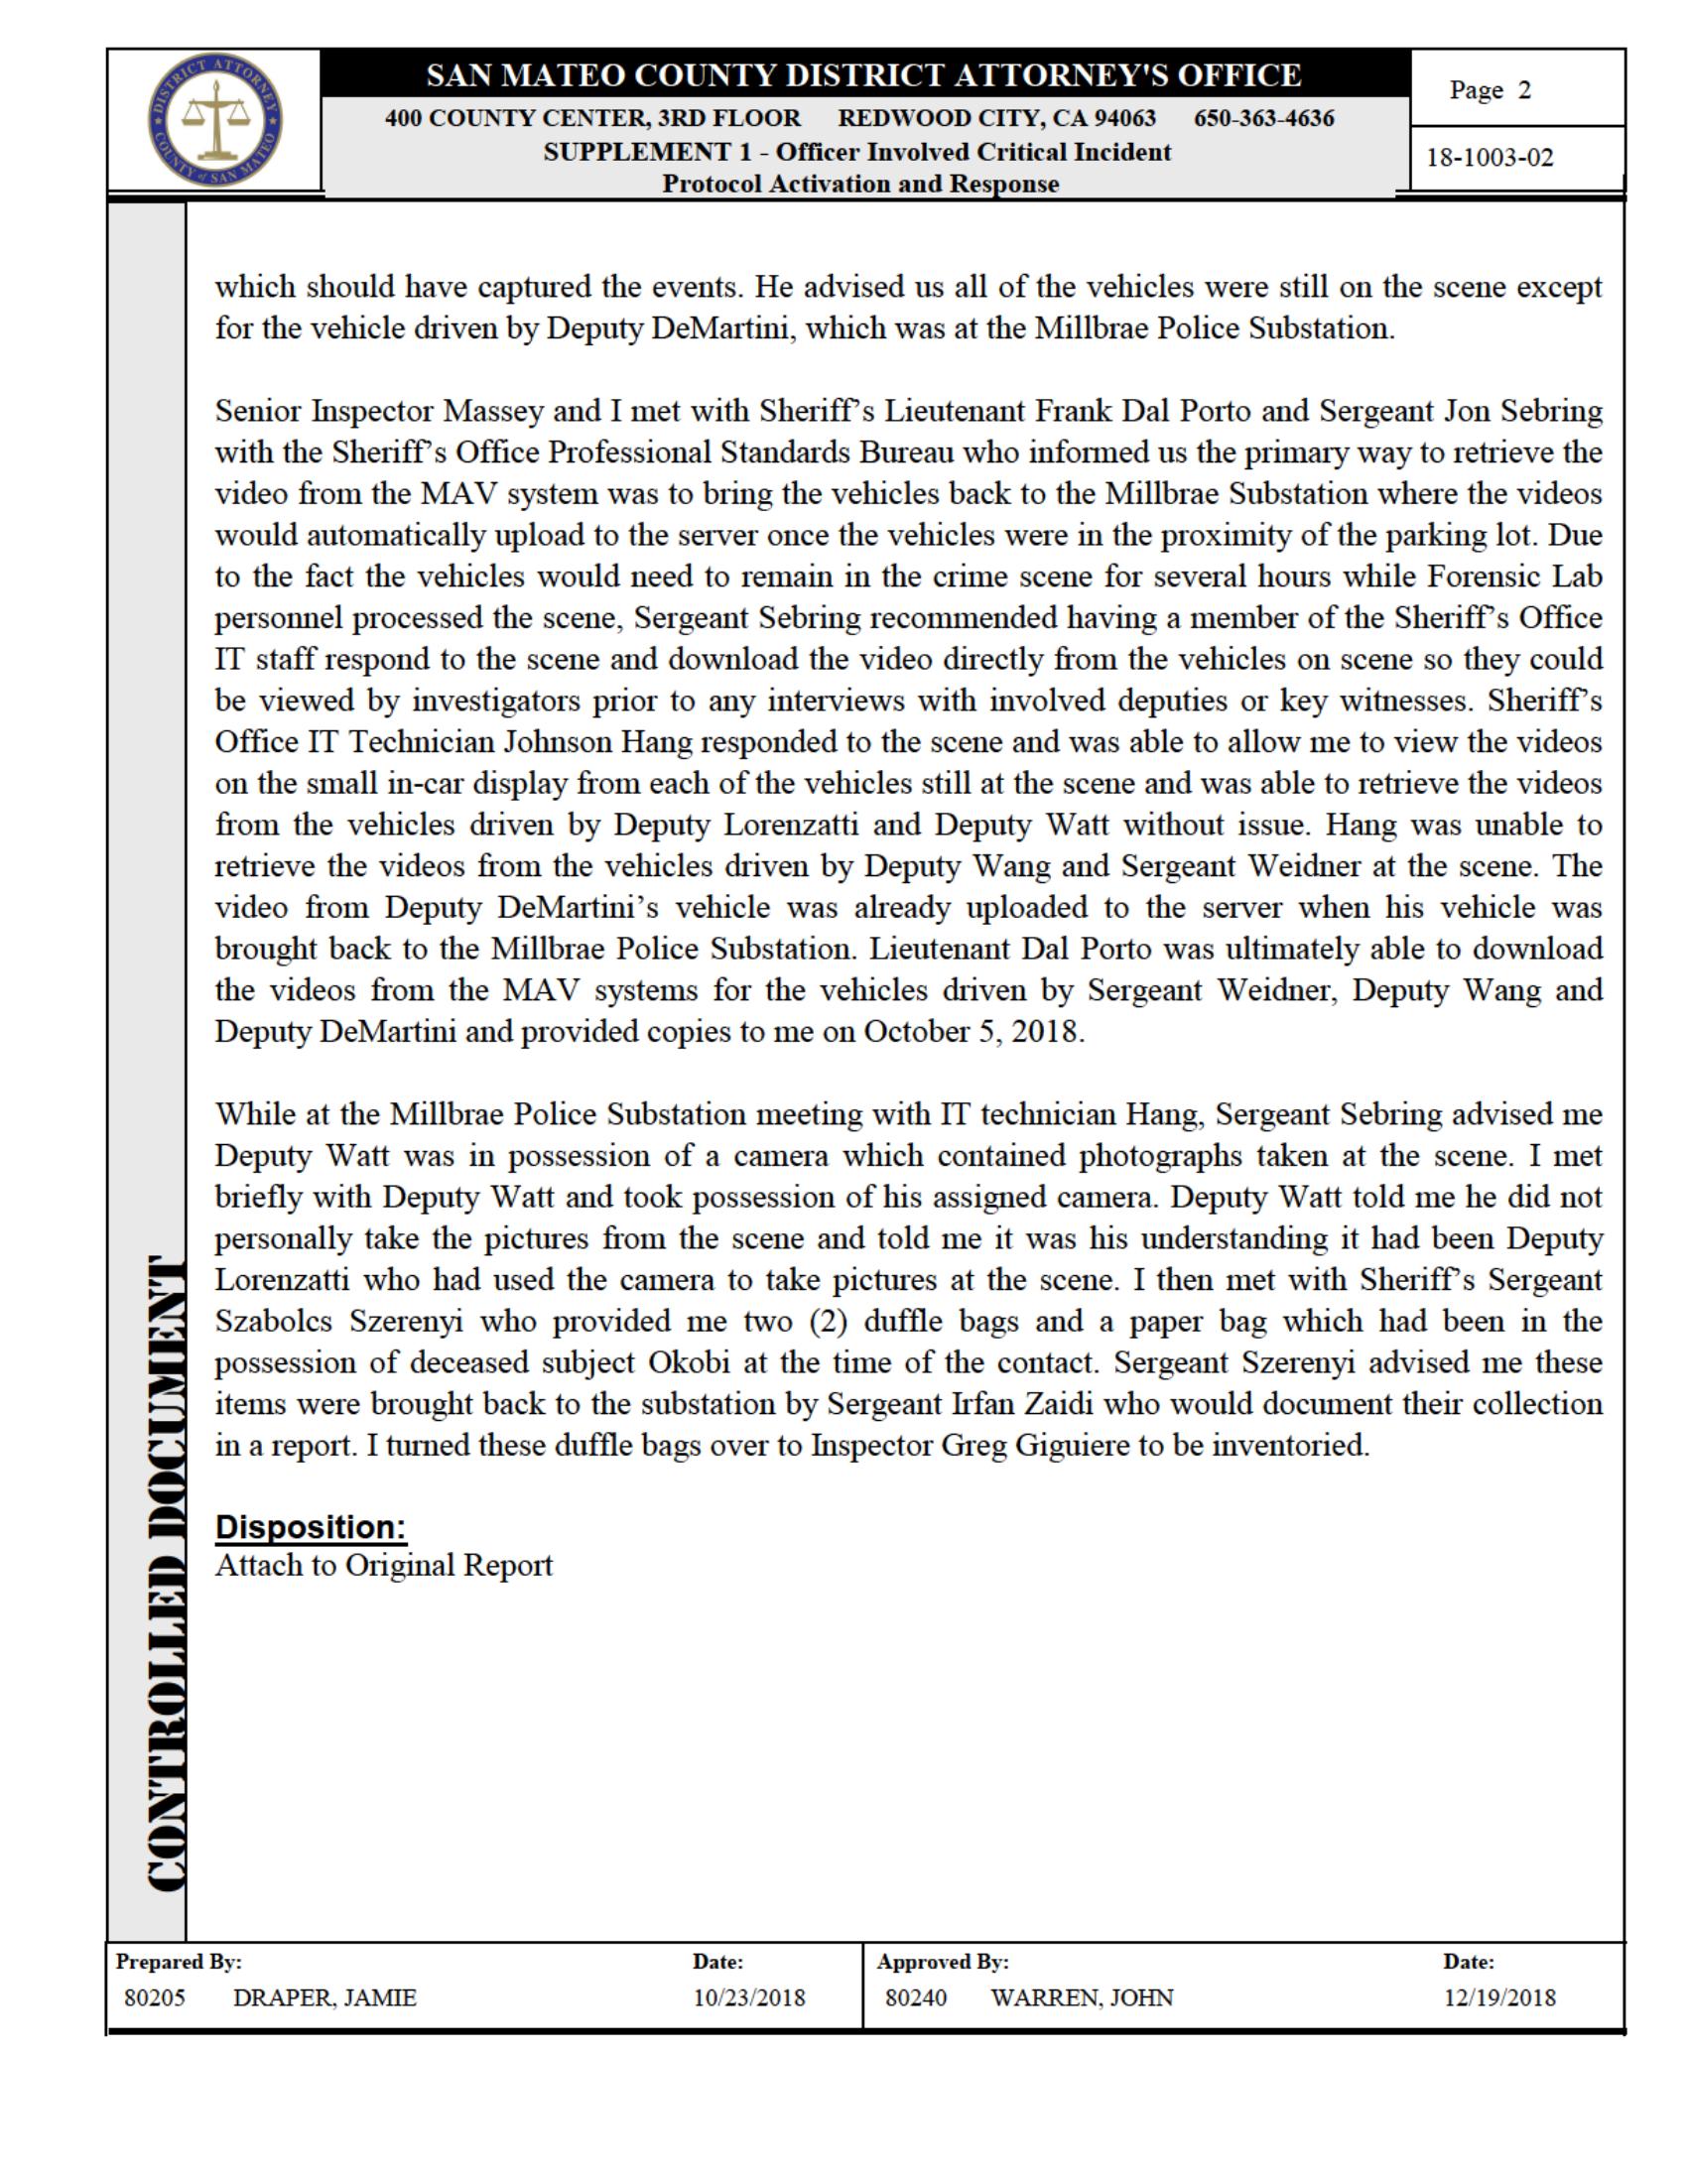 DISTRICT ATTORNEY
COUNTY of SAN MATEO
SAN MATEO COUNTY DISTRICT ATTORNEY'S OFFICE
400 COUNTY CENTER, 3RD FLOOR REDWOOD CITY, CA 94063 650-363-4636
SUPPLEMENT 1 - Officer Involved Critical Incident
Protocol Activation and Response
Page 2
18-1003-02
which should have captured the events. He advised us all of the vehicles were still on the scene except
for the vehicle driven by Deputy DeMartini, which was at the Millbrae Police Substation.
Senior Inspector Massey and I met with Sheriff’s Lieutenant Frank Dal Porto and Sergeant Jon Sebring
with the Sheriff’s Office Professional Standards Bureau who informed us the primary way to retrieve the
video from the MAV system was to bring the vehicles back to the Millbrae Substation where the videos
would automatically upload to the server once the vehicles were in the proximity of the parking lot. Due
to the fact the vehicles would need to remain in the crime scene for several hours while Forensic Lab
personnel processed the scene, Sergeant Sebring recommended having a member of the Sheriff’s Office
IT staff respond to the scene and download the video directly from the vehicles on scene so they could
be viewed by investigators prior to any interviews with involved deputies or key witnesses. Sheriff’s
Office IT Technician Johnson Hang responded to the scene and was able to allow me to view the videos
on the small in-car display from each of the vehicles still at the scene and was able to retrieve the videos
from the vehicles driven by Deputy Lorenzatti and Deputy Watt without issue. Hang was unable to
retrieve the videos from the vehicles driven by Deputy Wang and Sergeant Weidner at the scene. The
video from Deputy DeMartini’s vehicle was already uploaded to the server when his vehicle was
brought back to the Millbrae Police Substation. Lieutenant Dal Porto was ultimately able to download
the videos from the MAV systems for the vehicles driven by Sergeant Weidner, Deputy Wang and
Deputy DeMartini and provided copies to me on October 5, 2018.
While at the Millbrae Police Substation meeting with IT technician Hang, Sergeant Sebring advised me
Deputy Watt was in possession of a camera which contained photographs taken at the scene. I met
briefly with Deputy Watt and took possession of his assigned camera. Deputy Watt told me he did not
personally take the pictures from the scene and told me it was his understanding it had been Deputy
Lorenzatti who had used the camera to take pictures at the scene. I then met with Sheriff’s Sergeant
Szabolcs Szerenyi who provided me two (2) duffle bags and a paper bag which had been in the
possession of deceased subject Okobi at the time of the contact. Sergeant Szerenyi advised me these
items were brought back to the substation by Sergeant Irfan Zaidi who would document their collection
in a report. I turned these duffle bags over to Inspector Greg Giguiere to be inventoried.
Disposition:
Attach to Original Report
CONTROLLED DOCUMENT
Prepared By: Date: Approved By: Date:
80205 DRAPER, JAMIE 10/23/2018 80240 WARREN, JOHN 12/19/2018